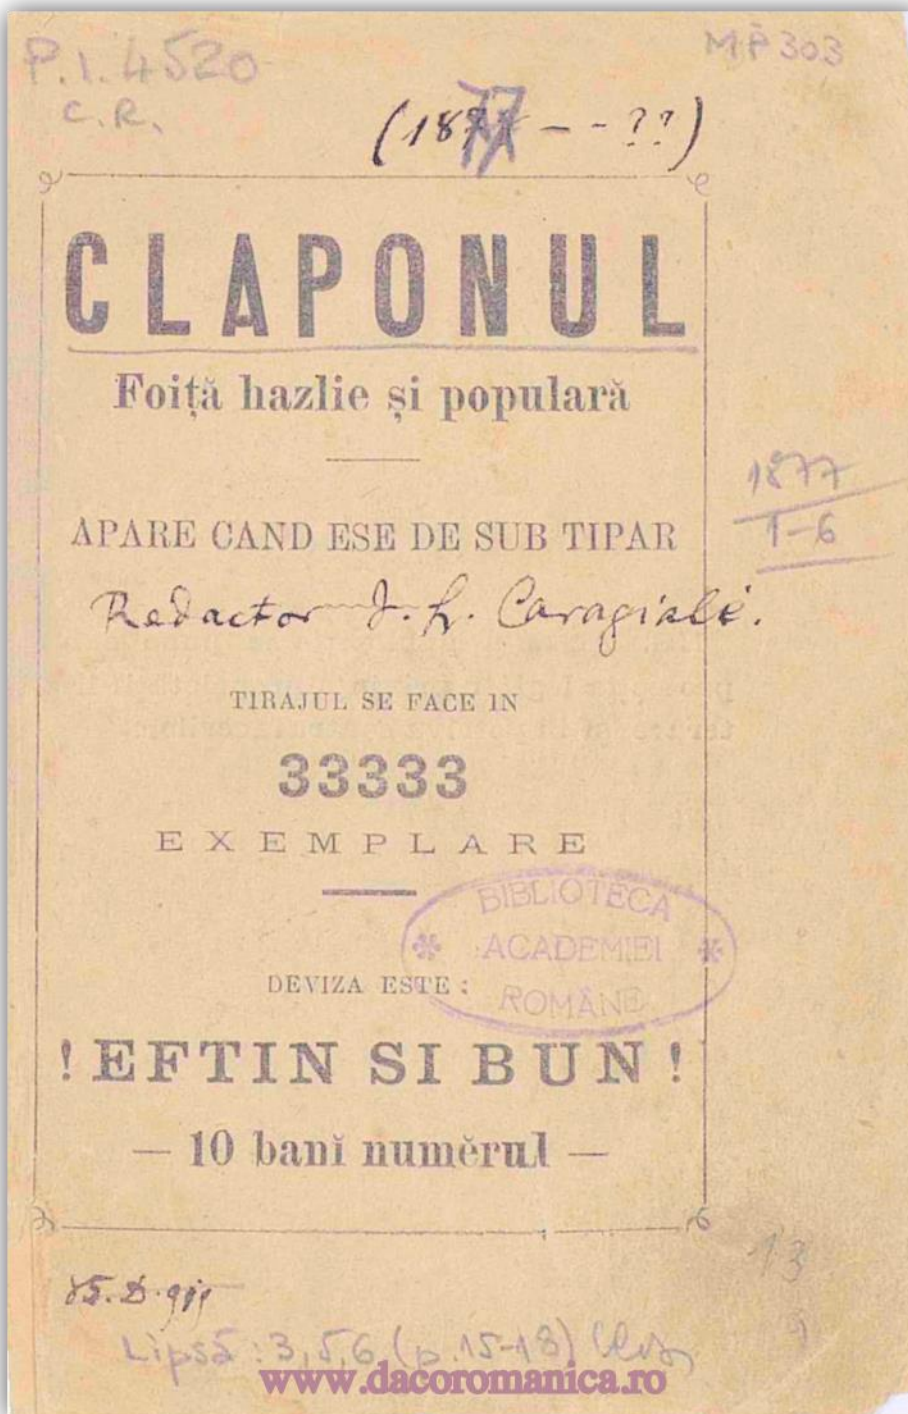 P.I. 4520
MP 303
C.R.
(1877 - - ??)
CLAPONUL
Foiță hazlie și populară
1877
1-6
APARE CAND ESE DE SUB TIPAR
Redactor I. L. Caragiale.
TIRAJUL SE FACE IN
33333
EXEMPLARE
BIBLIOTECA
ACADEMIEI
ROMÂNE
DEVIZA ESTE :
! EFTIN SI BUN !
— 10 banĭ numĕrul —
13
9
Lipsă : 3, 5, 6 (p. 15-18)
www.dacoromanica.ro